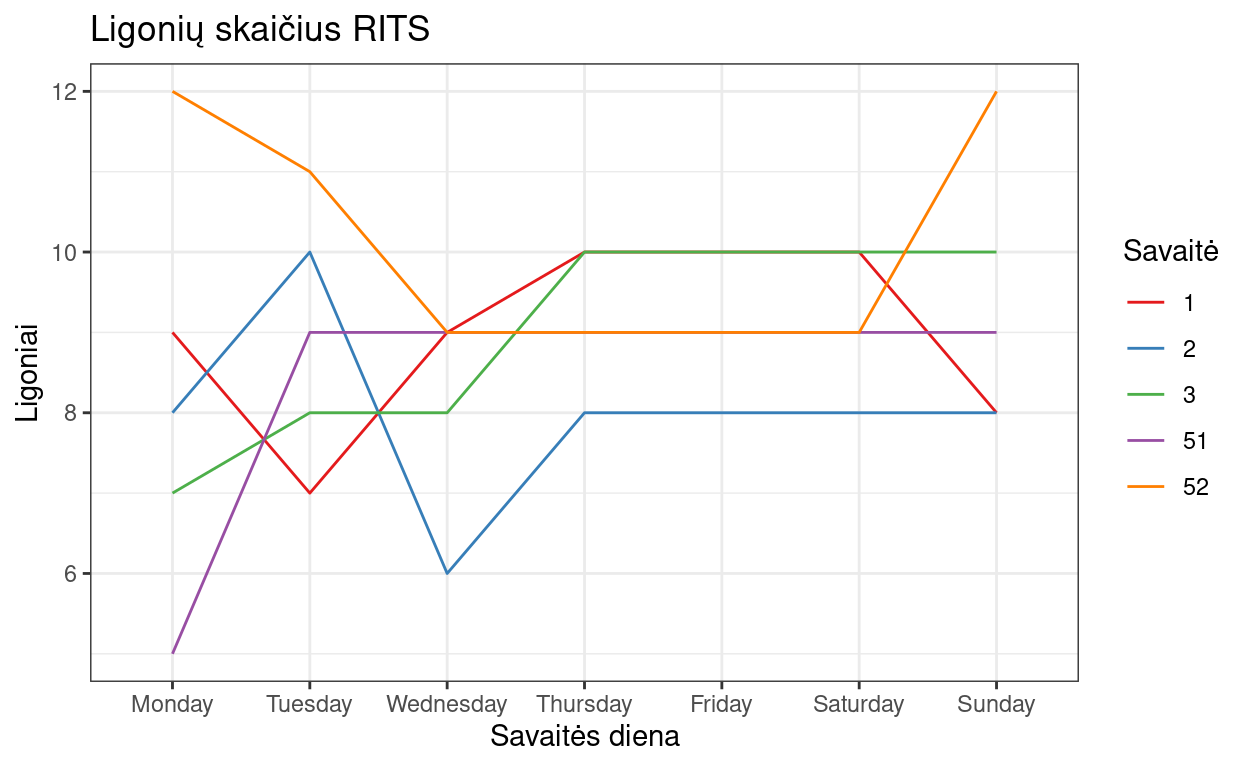 Ligonių skaičius RITS
12
10
8
6
Ligoniai
Monday Tuesday Wednesday Thursday Friday Saturday Sunday
Savaitės diena
Savaitė
1
2
3
51
52